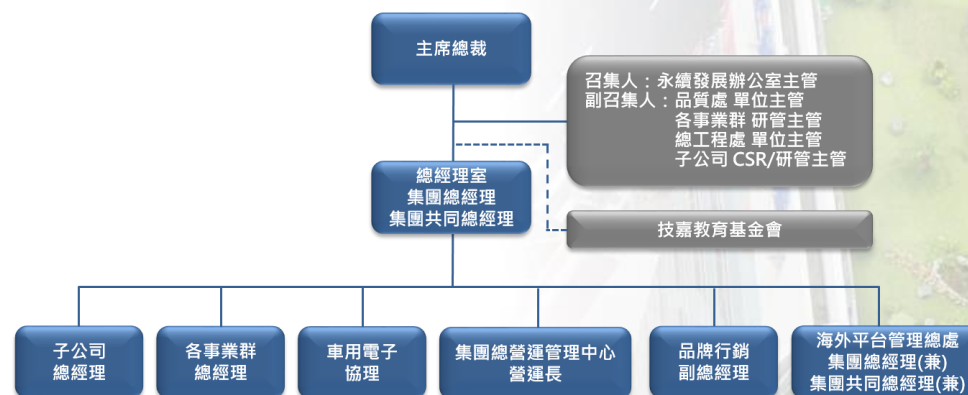 主席總裁
召集人：永續發展辦公室主管
副召集人：品質處 單位主管
各事業群 研管主管
總工程處 單位主管
子公司 CSR/研管主管
總經理室
集團總經理
集團共同總經理
技嘉教育基金會
子公司
總經理
各事業群
總經理
車用電子
協理
集團總營運管理中心
營運長
品牌行銷
副總經理
海外平台管理總處
集團總經理(兼)
集團共同總經理(兼)